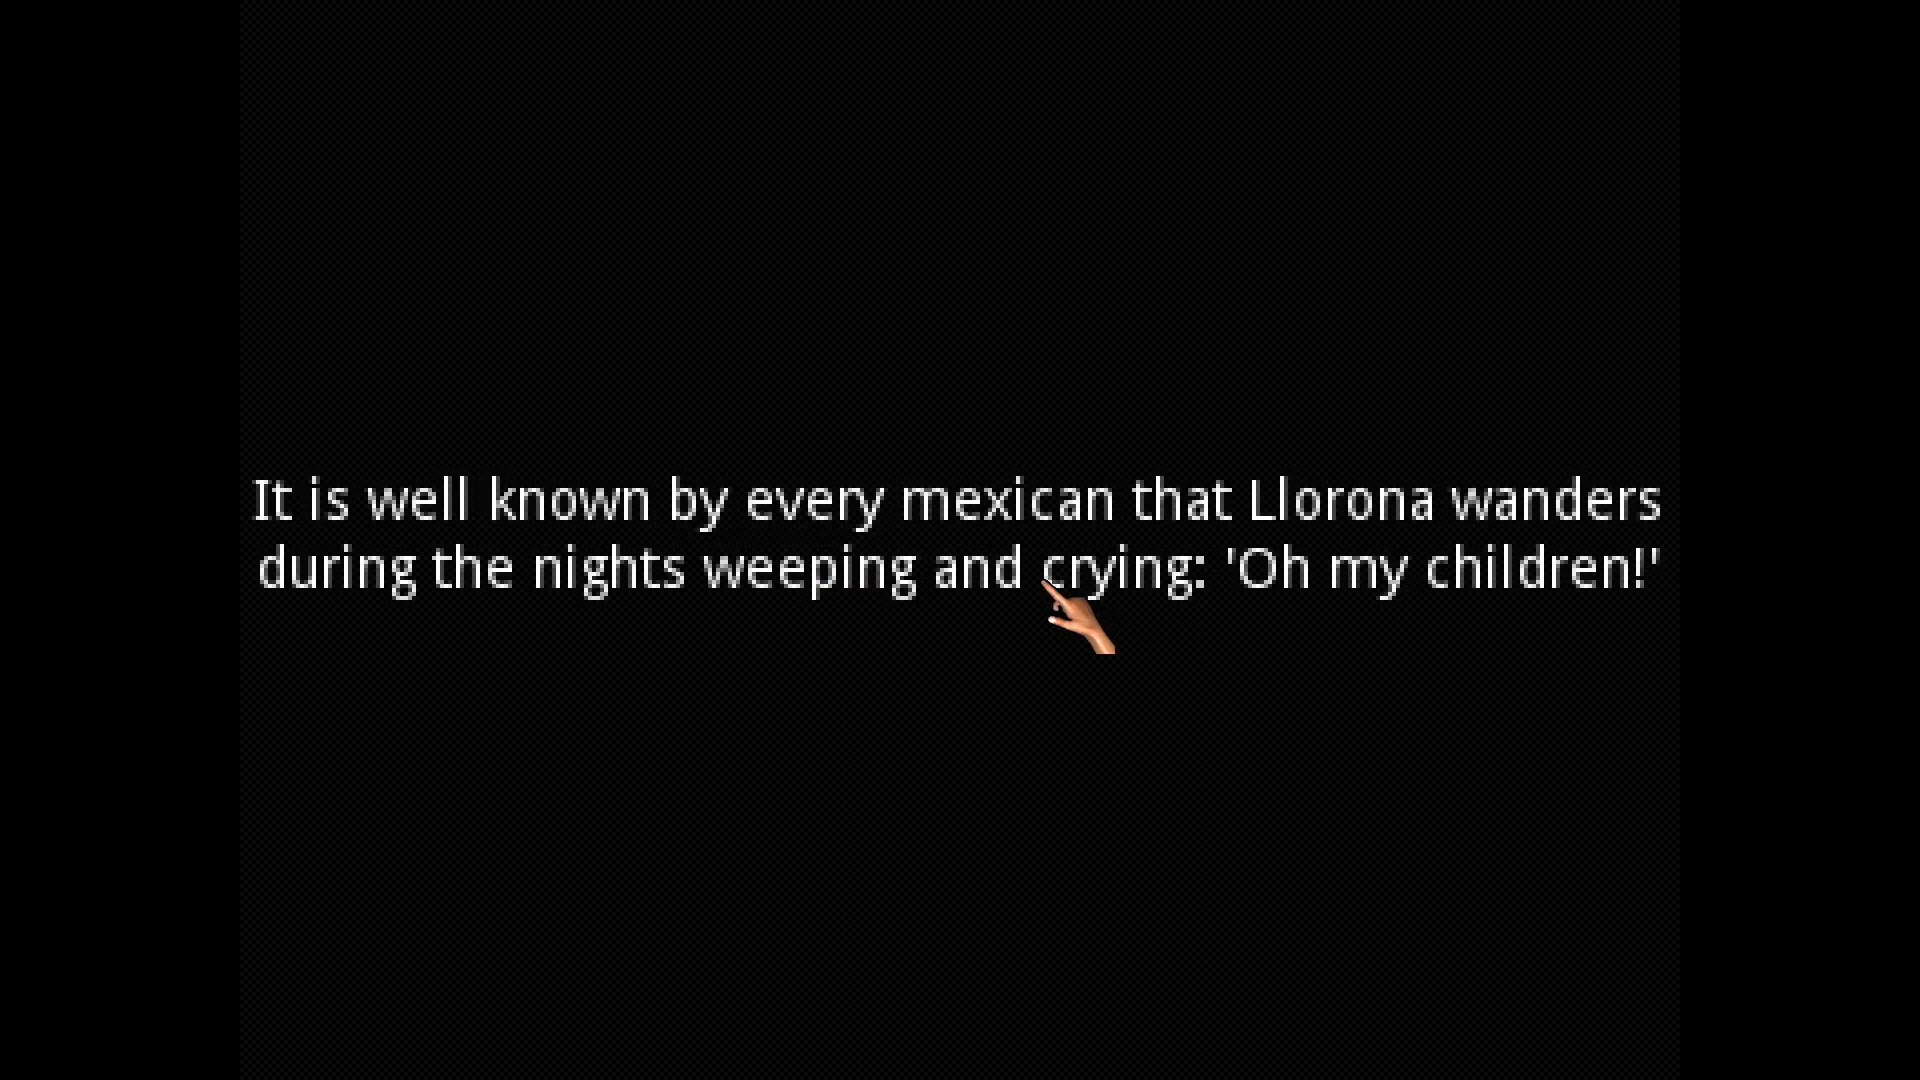 It is well known by every mexican that Llorona wanders
during the nights weeping and crying: 'Oh my children!'